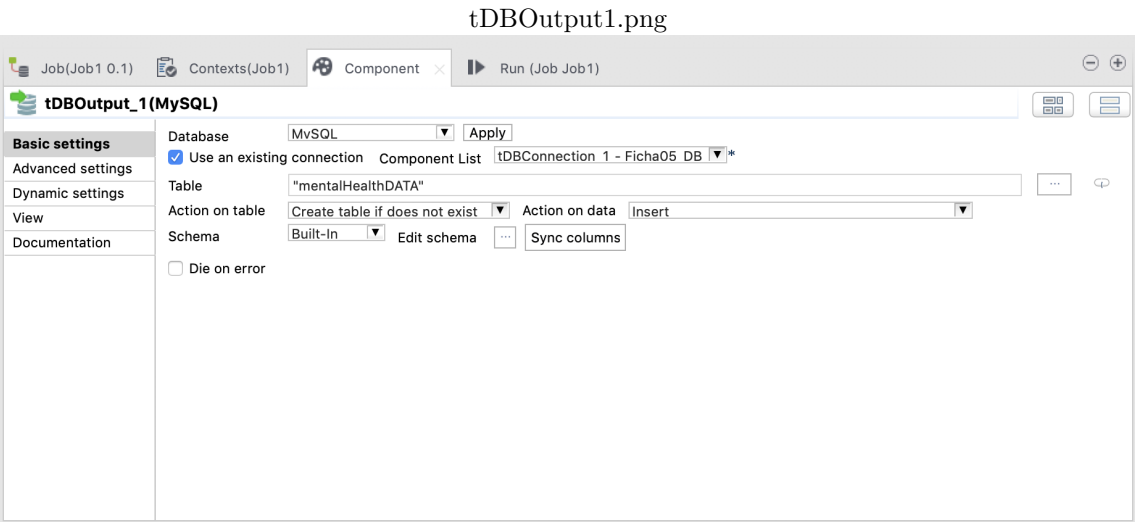 tDBOutput1.png
Job(Job1 0.1) Contexts(Job1) Component Run (Job Job1)
tDBOutput_1(MySQL)
Basic settings
Advanced settings
Dynamic settings
View
Documentation
Database MySQL Apply
Use an existing connection Component List tDBConnection_1 - Ficha05_DB *
Table "mentalHealthDATA" ...
Action on table Create table if does not exist Action on data Insert
Schema Built-In Edit schema ... Sync columns
Die on error